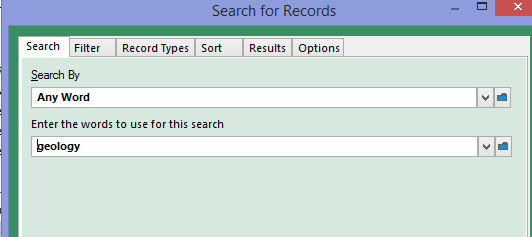 Search for Records
Search Filter Record Types Sort Results Options
Search By
Any Word
Enter the words to use for this search
geology